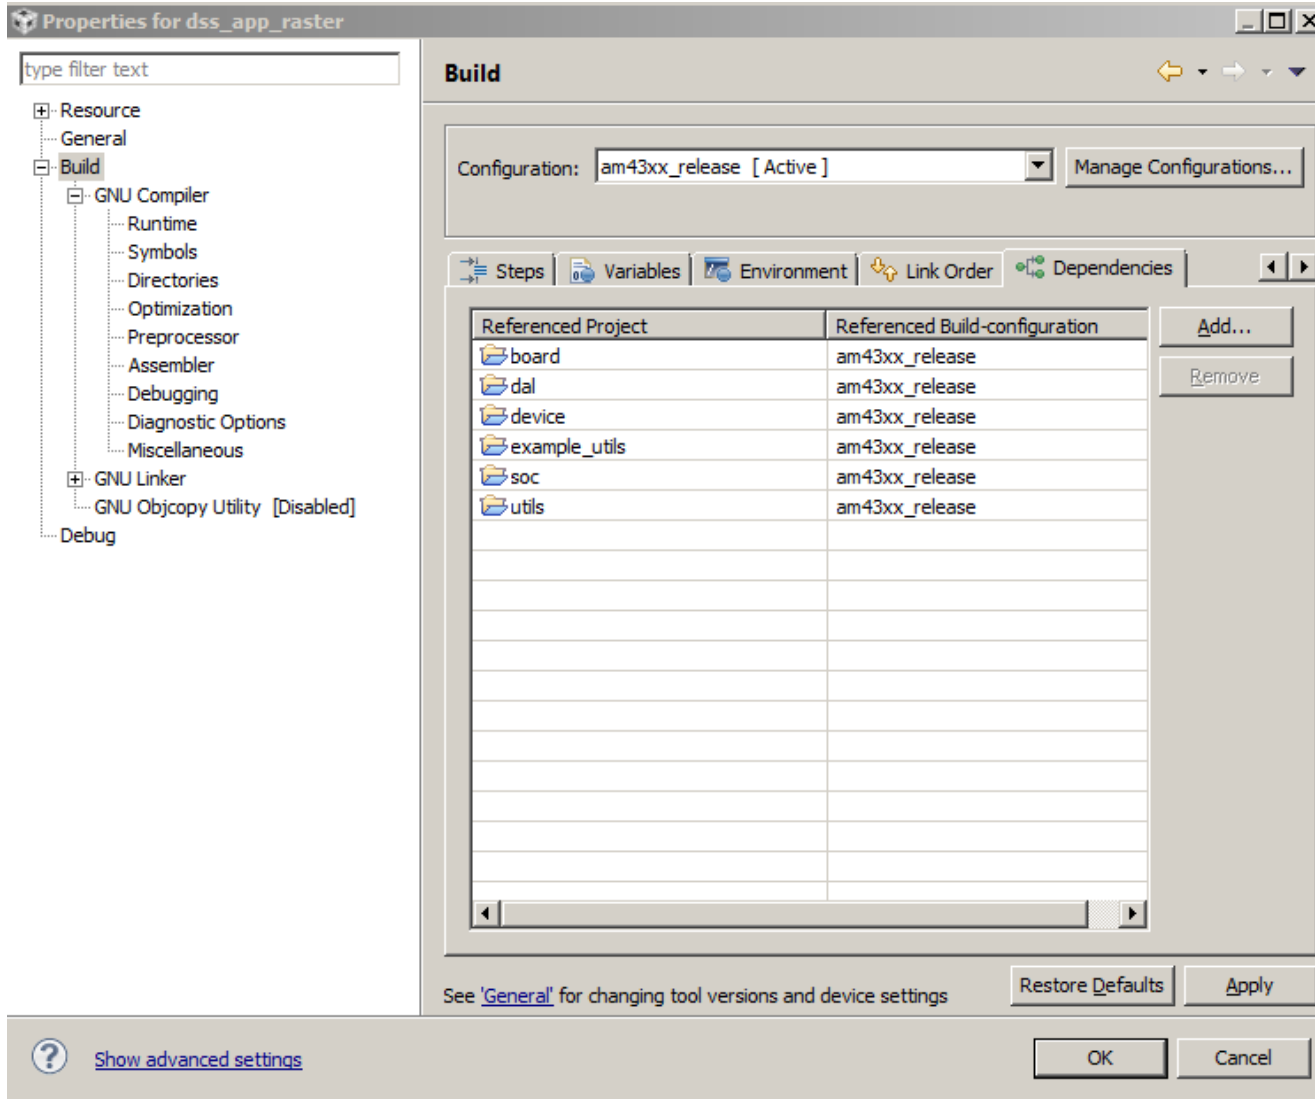 Properties for dss_app_raster
type filter text
Resource
General
Build
GNU Compiler
Runtime
Symbols
Directories
Optimization
Preprocessor
Assembler
Debugging
Diagnostic Options
Miscellaneous
GNU Linker
GNU Objcopy Utility [Disabled]
Debug
Build
Configuration: am43xx_release [ Active ] Manage Configurations...
Steps Variables Environment Link Order Dependencies
Referenced Project Referenced Build-configuration Add...
board am43xx_release
Remove
dal am43xx_release
device am43xx_release
example_utils am43xx_release
soc am43xx_release
utils am43xx_release
See 'General' for changing tool versions and device settings Restore Defaults Apply
Show advanced settings OK Cancel